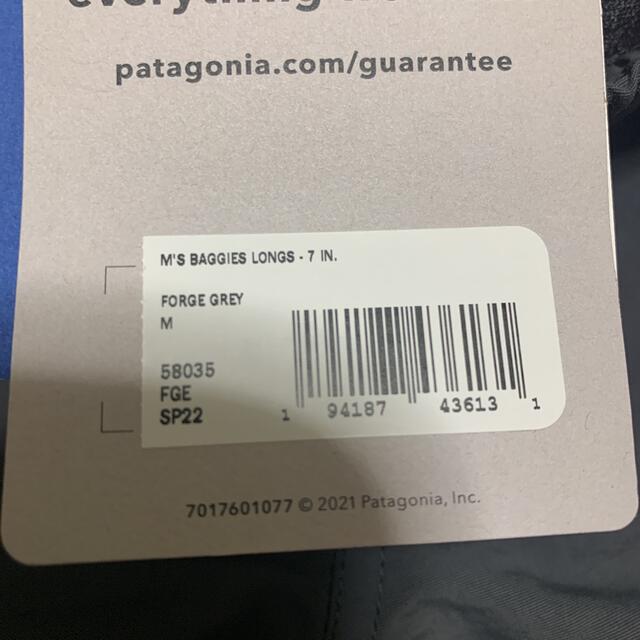 everything
patagonia.com/guarantee
M'S BAGGIES LONGS - 7 IN.
FORGE GREY
M
58035
FGE
SP22
1 94187 43613 1
7017601077 © 2021 Patagonia, Inc.